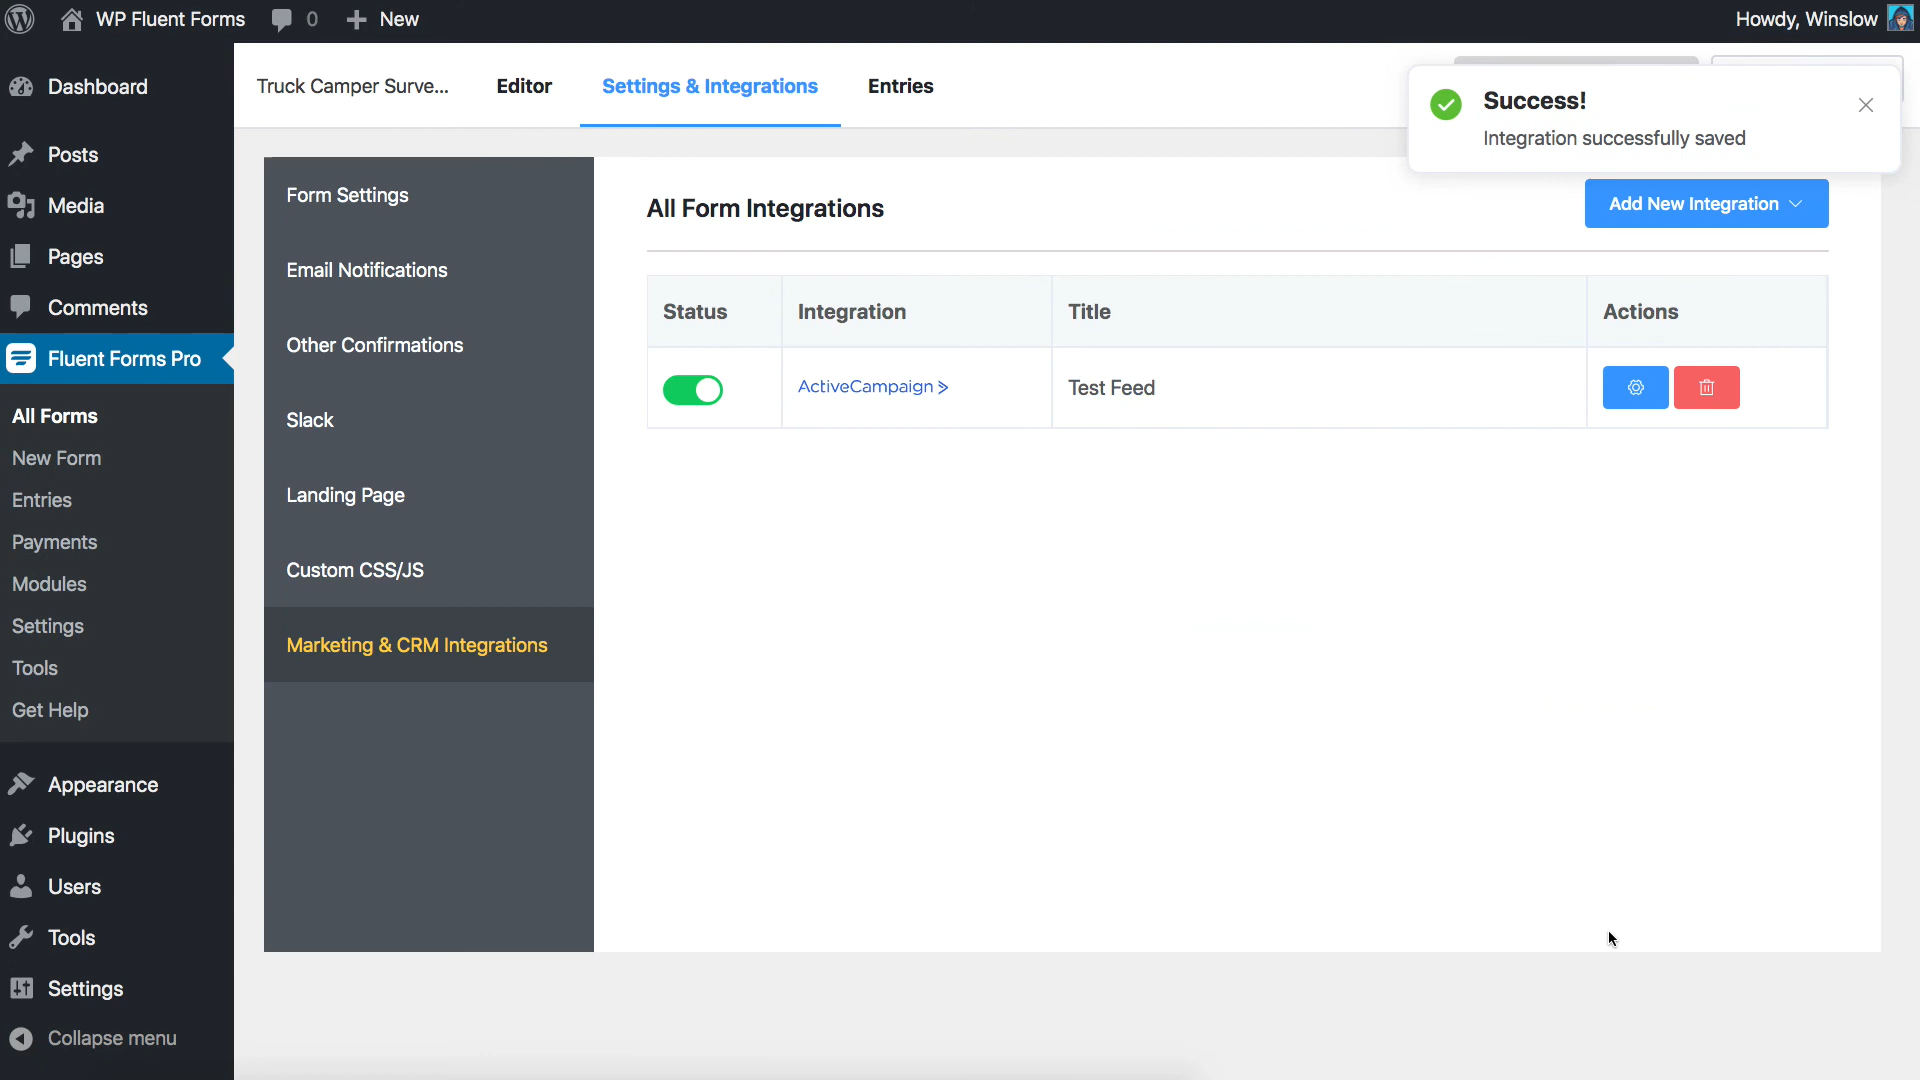 WP Fluent Forms
0
New
Howdy, Winslow
Dashboard
Posts
Media
Pages
Comments
Fluent Forms Pro
All Forms
New Form
Entries
Payments
Modules
Settings
Tools
Get Help
Appearance
Plugins
Users
Tools
Settings
Collapse menu
Truck Camper Surve...
Editor
Settings & Integrations
Entries
Success!
Integration successfully saved
Form Settings
Email Notifications
Other Confirmations
Slack
Landing Page
Custom CSS/JS
Marketing & CRM Integrations
All Form Integrations
Add New Integration
Status Integration Title Actions
ActiveCampaign > Test Feed